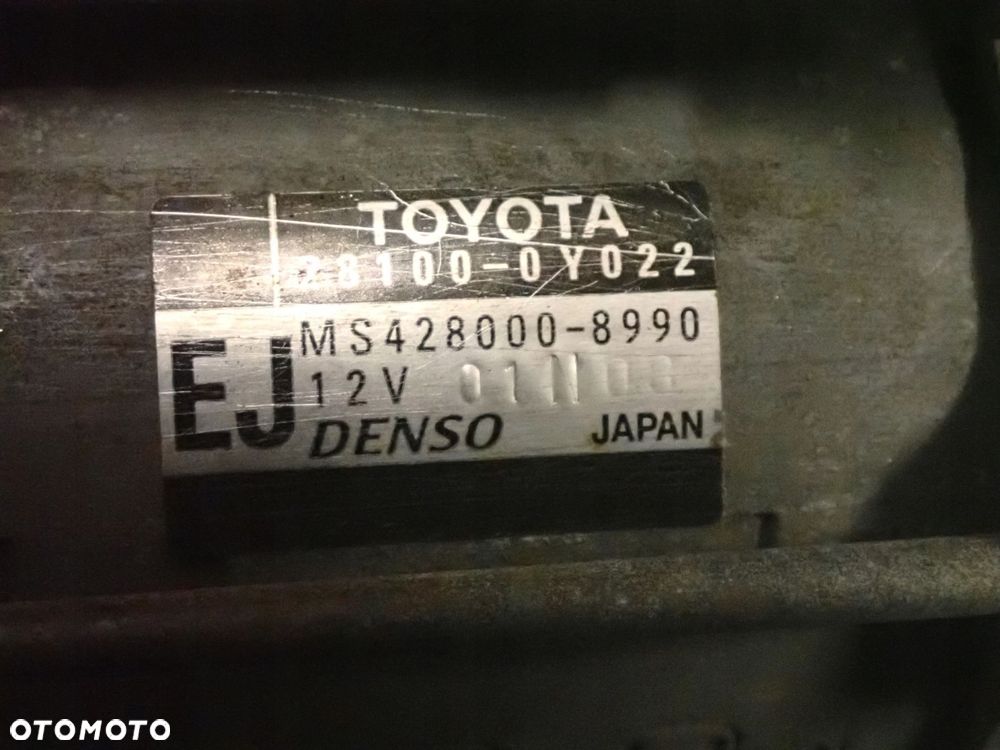 TOYOTA
28100-0Y022
MS428000-8990
EJ
12V
DENSO JAPAN
OTOMOTO